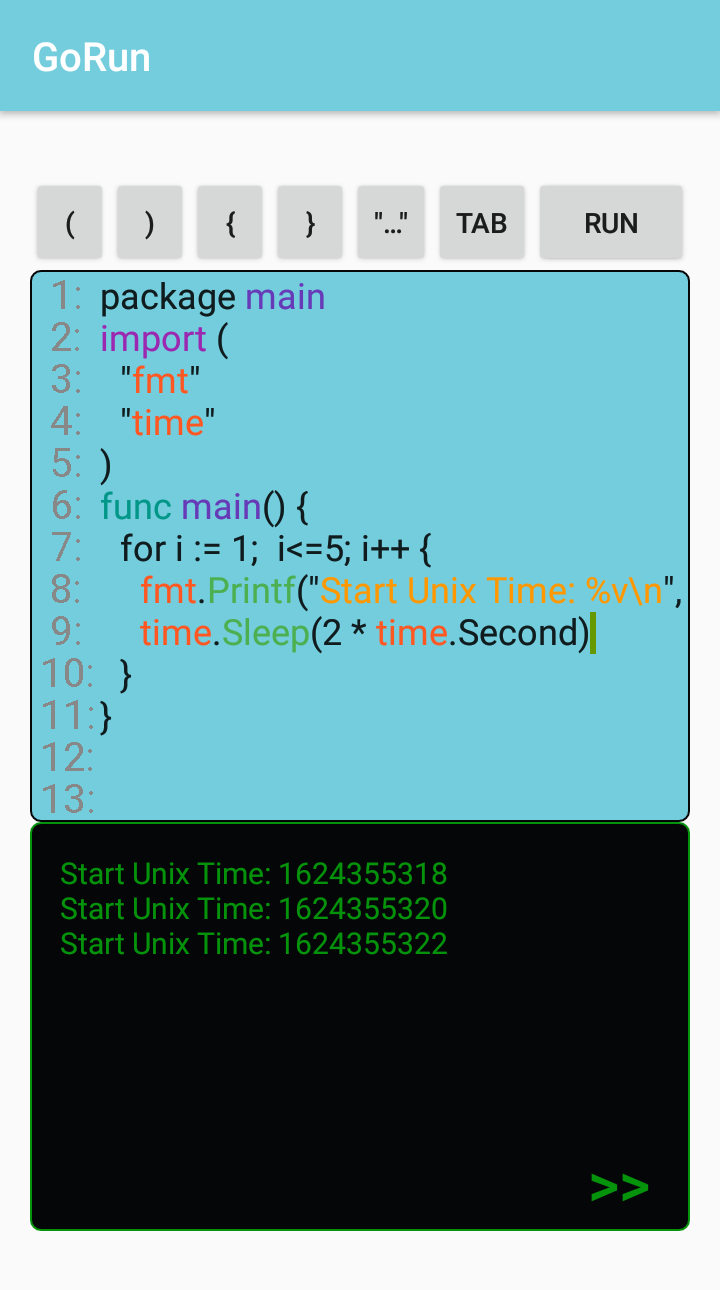 GoRun
( ) { } "..." TAB RUN
1: package main
2: import (
3: "fmt"
4: "time"
5: )
6: func main() {
7: for i := 1;  i<=5; i++ {
8: fmt.Printf("Start Unix Time: %v\n",
9: time.Sleep(2 * time.Second)
10: }
11: }
12:
13:
Start Unix Time: 1624355318
Start Unix Time: 1624355320
Start Unix Time: 1624355322
>>